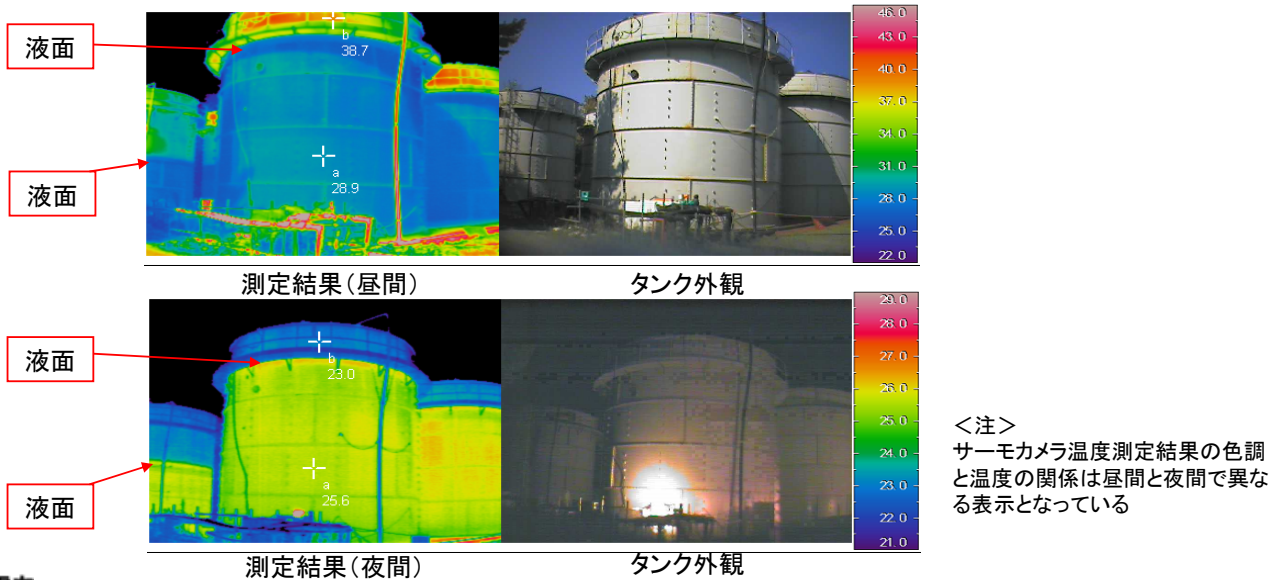 液面
b
38.7
液面
a
28.9
46.0
43.0
40.0
37.0
34.0
31.0
28.0
25.0
22.0
測定結果（昼間）
タンク外観
液面
b
23.0
液面
a
25.6
29.0
28.0
27.0
26.0
25.0
24.0
23.0
22.0
21.0
測定結果（夜間）
タンク外観
＜注＞
サーモカメラ温度測定結果の色調
と温度の関係は昼間と夜間で異な
る表示となっている